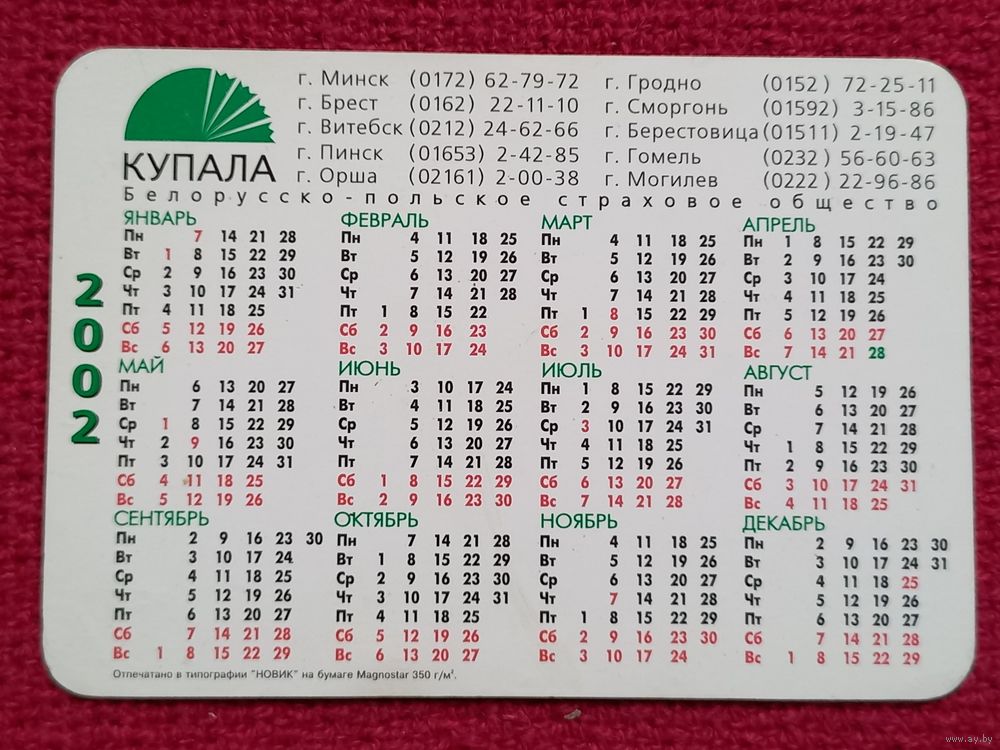 г. Минск (0172) 62-79-72 г. Гродно (0152) 72-25-11
г. Брест (0162) 22-11-10 г. Сморгонь (01592) 3-15-86
г. Витебск (0212) 24-62-66 г. Берестовица (01511) 2-19-47
г. Пинск (01653) 2-42-85 г. Гомель (0232) 56-60-63
г. Орша (02161) 2-00-38 г. Могилев (0222) 22-96-86
КУПАЛА
Белорусско-польское страховое общество
2002
ЯНВАРЬ ФЕВРАЛЬ МАРТ АПРЕЛЬ
Пн 7 14 21 28 Пн 4 11 18 25 Пн 4 11 18 25 Пн 1 8 15 22 29
Вт 1 8 15 22 29 Вт 5 12 19 26 Вт 5 12 19 26 Вт 2 9 16 23 30
Ср 2 9 16 23 30 Ср 6 13 20 27 Ср 6 13 20 27 Ср 3 10 17 24
Чт 3 10 17 24 31 Чт 7 14 21 28 Чт 7 14 21 28 Чт 4 11 18 25
Пт 4 11 18 25 Пт 1 8 15 22 Пт 1 8 15 22 29 Пт 5 12 19 26
Сб 5 12 19 26 Сб 2 9 16 23 Сб 2 9 16 23 30 Сб 6 13 20 27
Вс 6 13 20 27 Вс 3 10 17 24 Вс 3 10 17 24 31 Вс 7 14 21 28
МАЙ ИЮНЬ ИЮЛЬ АВГУСТ
Пн 6 13 20 27 Пн 3 10 17 24 Пн 1 8 15 22 29 Пн 5 12 19 26
Вт 7 14 21 28 Вт 4 11 18 25 Вт 2 9 16 23 30 Вт 6 13 20 27
Ср 1 8 15 22 29 Ср 5 12 19 26 Ср 3 10 17 24 31 Ср 7 14 21 28
Чт 2 9 16 23 30 Чт 6 13 20 27 Чт 4 11 18 25 Чт 1 8 15 22 29
Пт 3 10 17 24 31 Пт 7 14 21 28 Пт 5 12 19 26 Пт 2 9 16 23 30
Сб 4 11 18 25 Сб 1 8 15 22 29 Сб 6 13 20 27 Сб 3 10 17 24 31
Вс 5 12 19 26 Вс 2 9 16 23 30 Вс 7 14 21 28 Вс 4 11 18 25
СЕНТЯБРЬ ОКТЯБРЬ НОЯБРЬ ДЕКАБРЬ
Пн 2 9 16 23 30 Пн 7 14 21 28 Пн 4 11 18 25 Пн 2 9 16 23 30
Вт 3 10 17 24 Вт 1 8 15 22 29 Вт 5 12 19 26 Вт 3 10 17 24 31
Ср 4 11 18 25 Ср 2 9 16 23 30 Ср 6 13 20 27 Ср 4 11 18 25
Чт 5 12 19 26 Чт 3 10 17 24 31 Чт 7 14 21 28 Чт 5 12 19 26
Пт 6 13 20 27 Пт 4 11 18 25 Пт 1 8 15 22 29 Пт 6 13 20 27
Сб 7 14 21 28 Сб 5 12 19 26 Сб 2 9 16 23 30 Сб 7 14 21 28
Вс 1 8 15 22 29 Вс 6 13 20 27 Вс 3 10 17 24 Вс 1 8 15 22 29
Отпечатано в типографии "НОВИК" на бумаге Magnostar 350 г/м².
www.ay.by